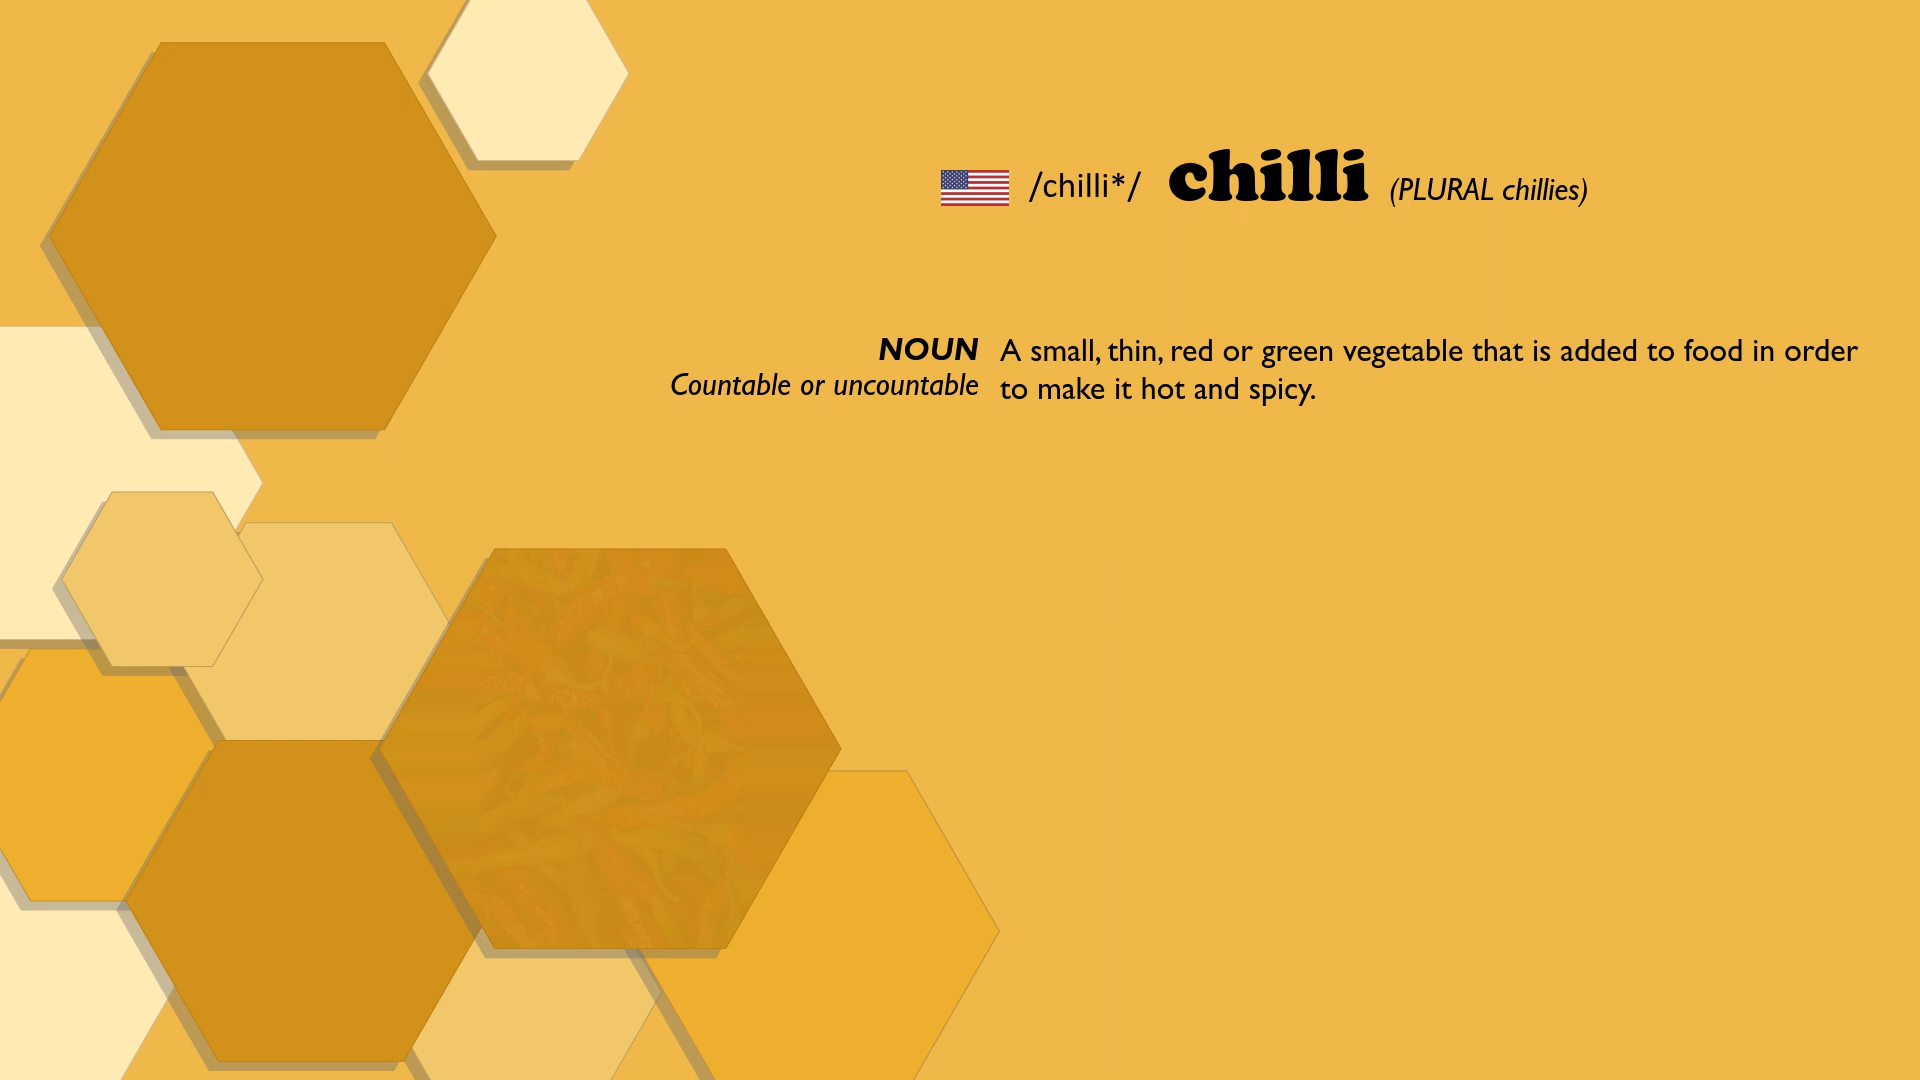 /chilli*/ chilli (PLURAL chillies)
NOUN A small, thin, red or green vegetable that is added to food in order
Countable or uncountable to make it hot and spicy.